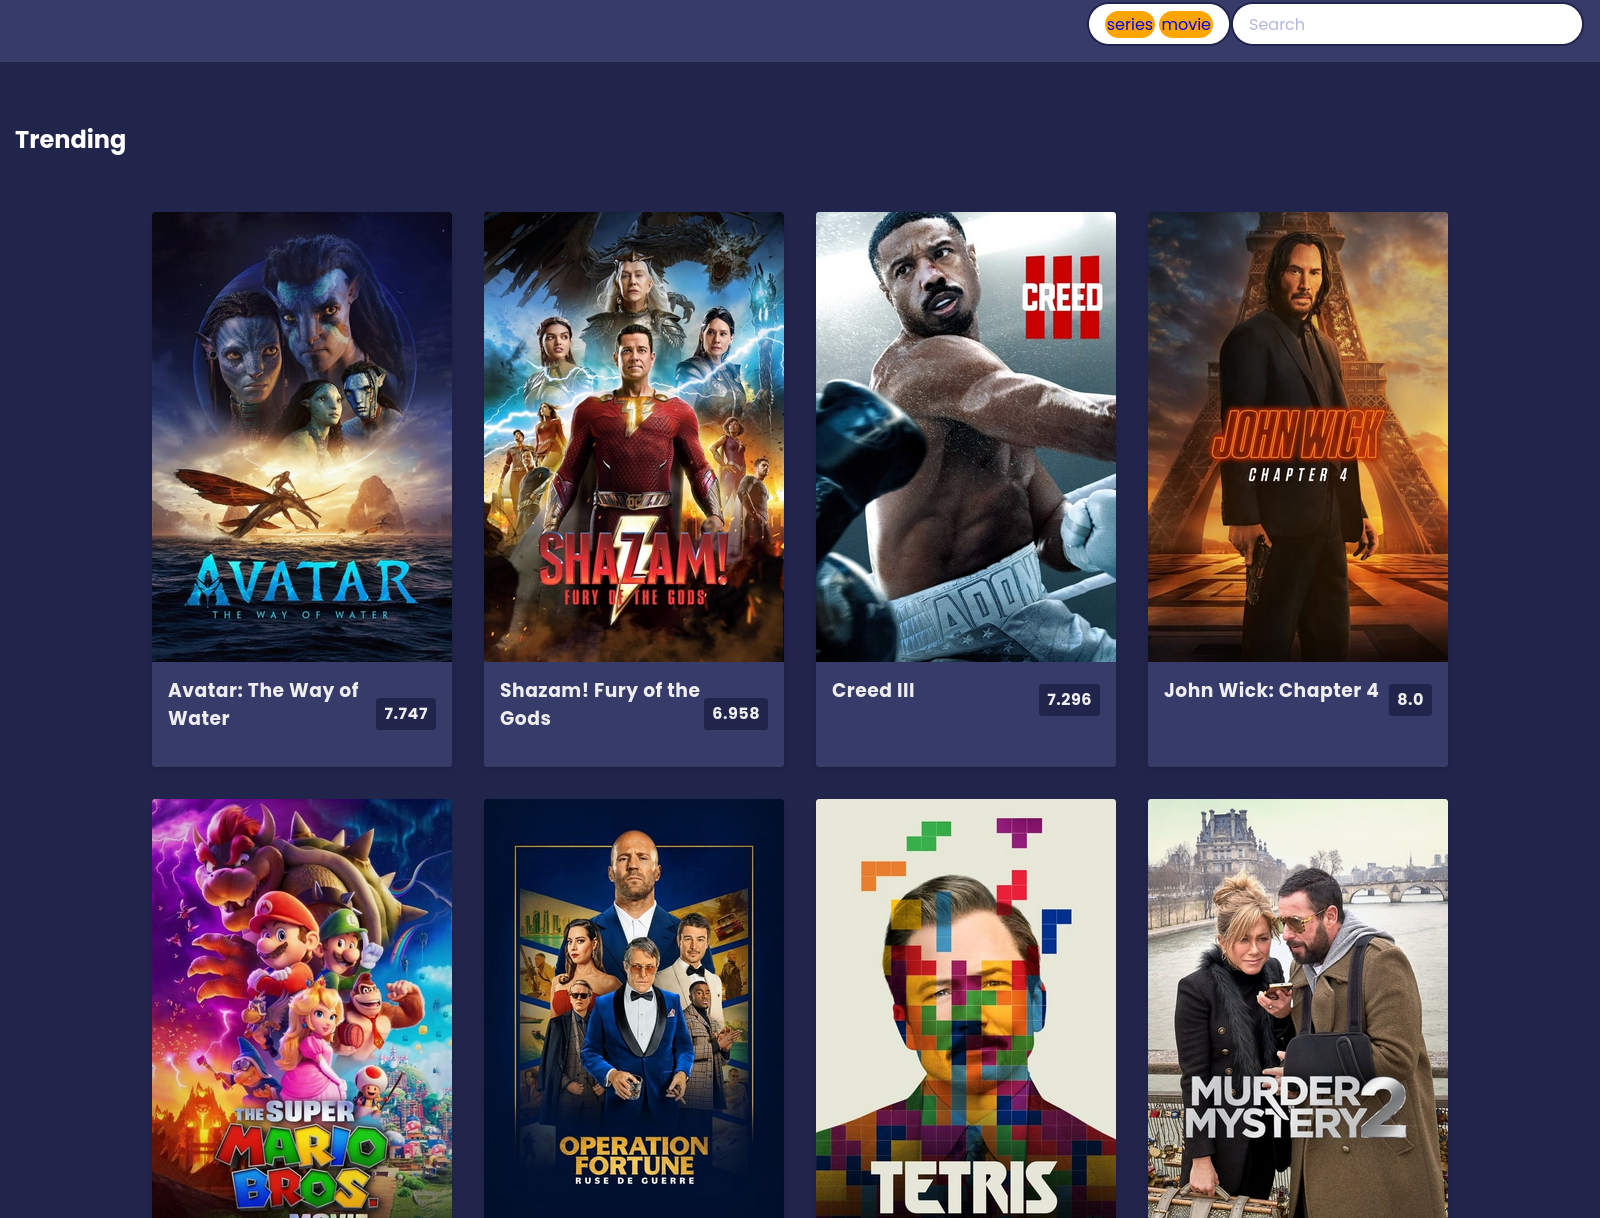 series movie
Search
Trending
AVATAR
THE WAY OF WATER
DC
SHAZAM!
FURY OF THE GODS
CREED
III
ADON
JOHN WICK
CHAPTER 4
Avatar: The Way of
Water
7.747
Shazam! Fury of the
Gods
6.958
Creed III
7.296
John Wick: Chapter 4
8.0
THE SUPER
MARIO
BROS.
MOVIE
OPERATION
FORTUNE
RUSE DE GUERRE
TETRIS
MURDER
MYSTERY 2